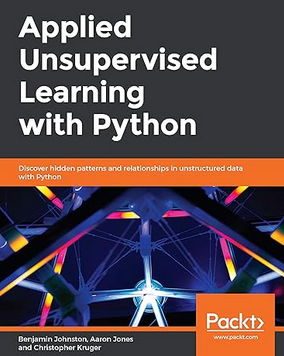 Applied
Unsupervised
Learning
with Python
Discover hidden patterns and relationships in unstructured data
with Python
Benjamin Johnston, Aaron Jones
and Christopher Kruger
Packt>
www.packt.com